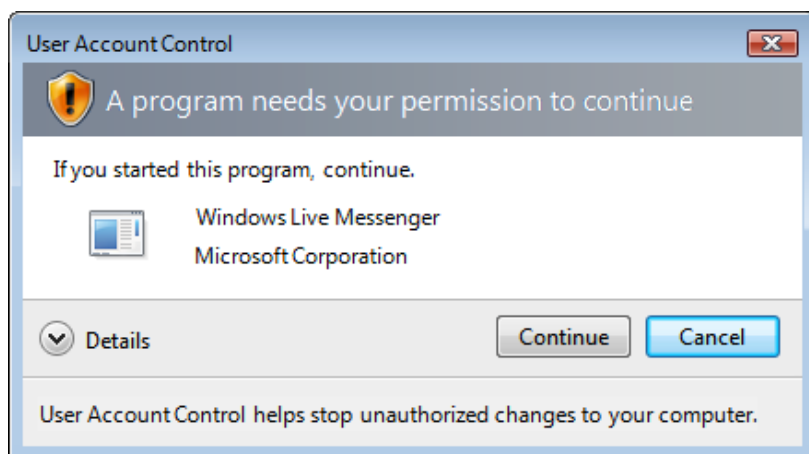 User Account Control
A program needs your permission to continue
If you started this program, continue.
Windows Live Messenger
Microsoft Corporation
Details
Continue
Cancel
User Account Control helps stop unauthorized changes to your computer.